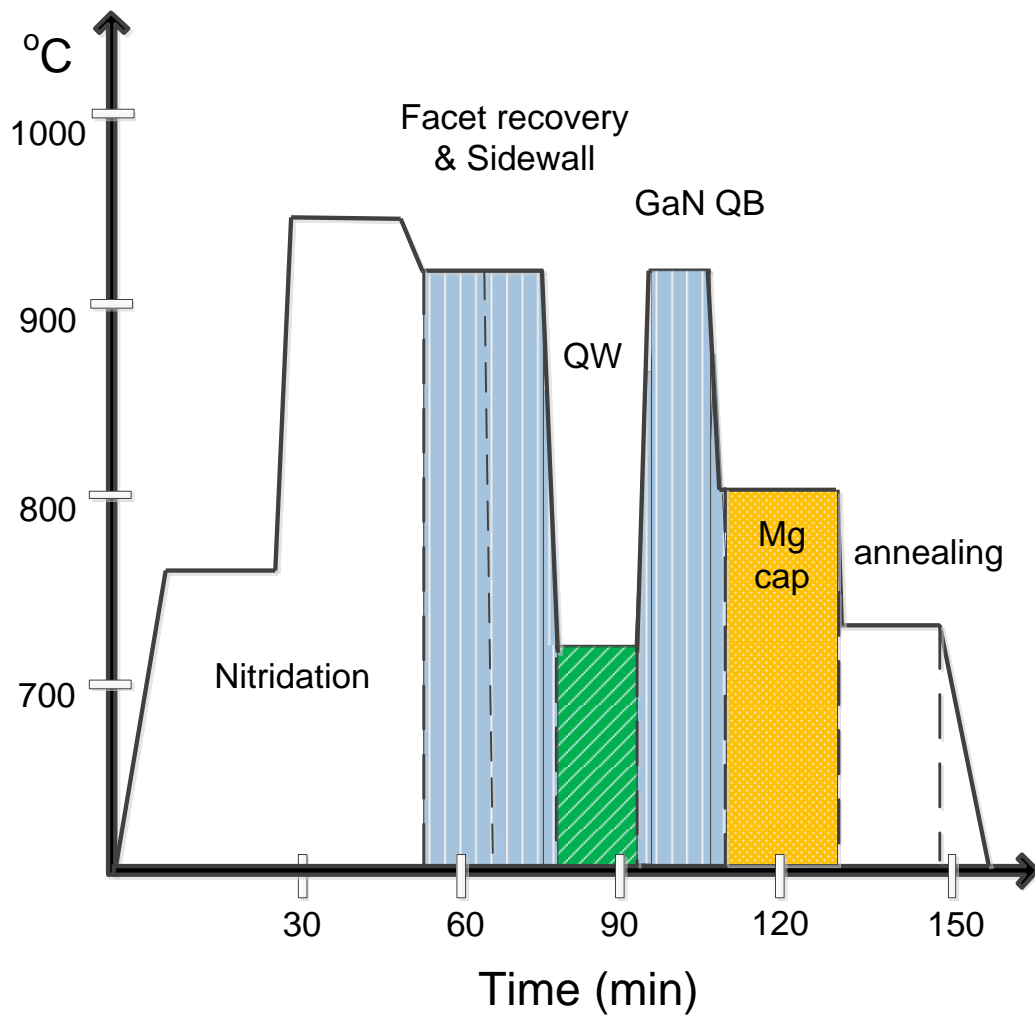 °C
1000
900
800
700
Facet recovery
& Sidewall
GaN QB
QW
Mg
cap
annealing
Nitridation
30
60
90
120
150
Time (min)